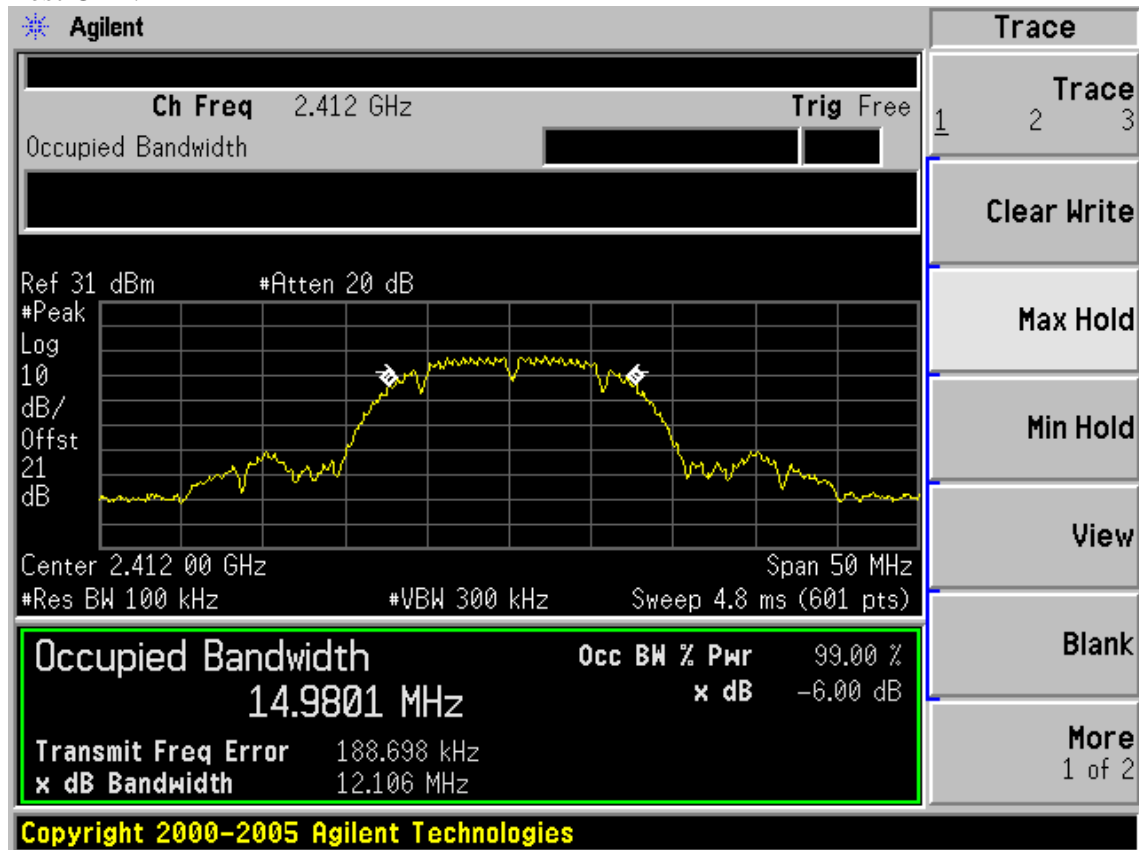 Agilent
Trace
Ch Freq 2.412 GHz Trig Free
Occupied Bandwidth
Trace
1 2 3
Clear Write
Max Hold
Min Hold
View
Blank
More
1 of 2
Ref 31 dBm #Atten 20 dB
#Peak
Log
10
dB/
Offst
21
dB
Center 2.412 00 GHz Span 50 MHz
#Res BW 100 kHz #VBW 300 kHz Sweep 4.8 ms (601 pts)
Occupied Bandwidth Occ BW % Pwr 99.00 %
14.9801 MHz x dB -6.00 dB
Transmit Freq Error 188.698 kHz
x dB Bandwidth 12.106 MHz
Copyright 2000-2005 Agilent Technologies